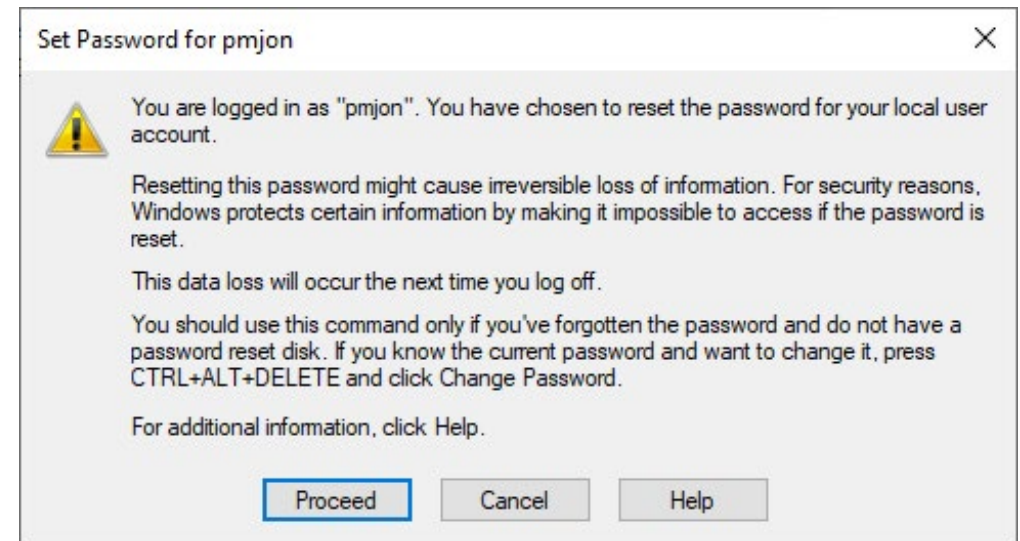 Set Password for pmjon
You are logged in as "pmjon". You have chosen to reset the password for your local user
account.
Resetting this password might cause irreversible loss of information. For security reasons,
Windows protects certain information by making it impossible to access if the password is
reset.
This data loss will occur the next time you log off.
You should use this command only if you've forgotten the password and do not have a
password reset disk. If you know the current password and want to change it, press
CTRL+ALT+DELETE and click Change Password.
For additional information, click Help.
Proceed Cancel Help